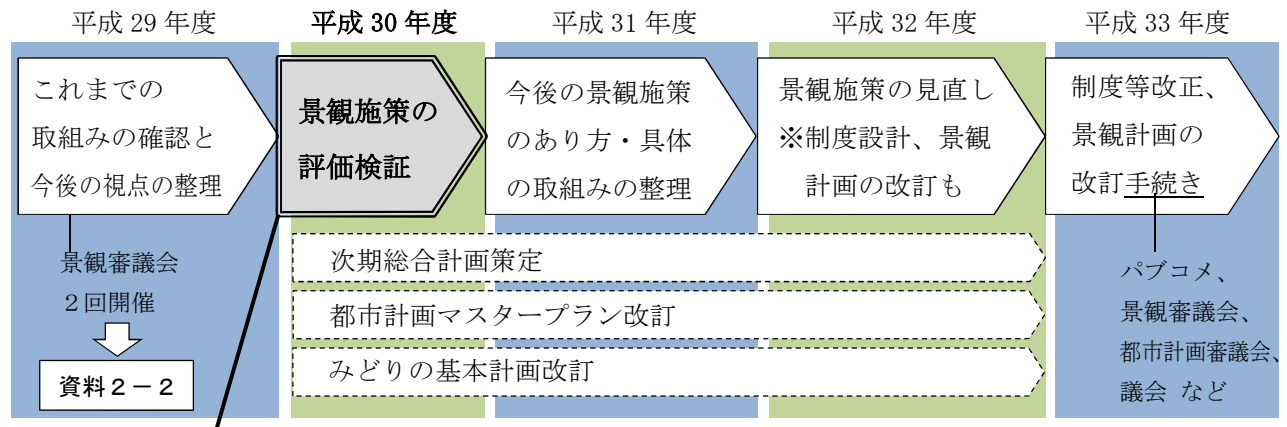 平成 29 年度
平成 30 年度
平成 31 年度
平成 32 年度
平成 33 年度
これまでの
取組みの確認と
今後の視点の整理
景観施策の
評価検証
今後の景観施策
のあり方・具体
の取組みの整理
景観施策の見直し
※制度設計、景観
計画の改訂も
制度等改正、
景観計画の
改訂手続き
景観審議会
２回開催
資料２－２
次期総合計画策定
都市計画マスタープラン改訂
みどりの基本計画改訂
パブコメ、
景観審議会、
都市計画審議会、
議会 など